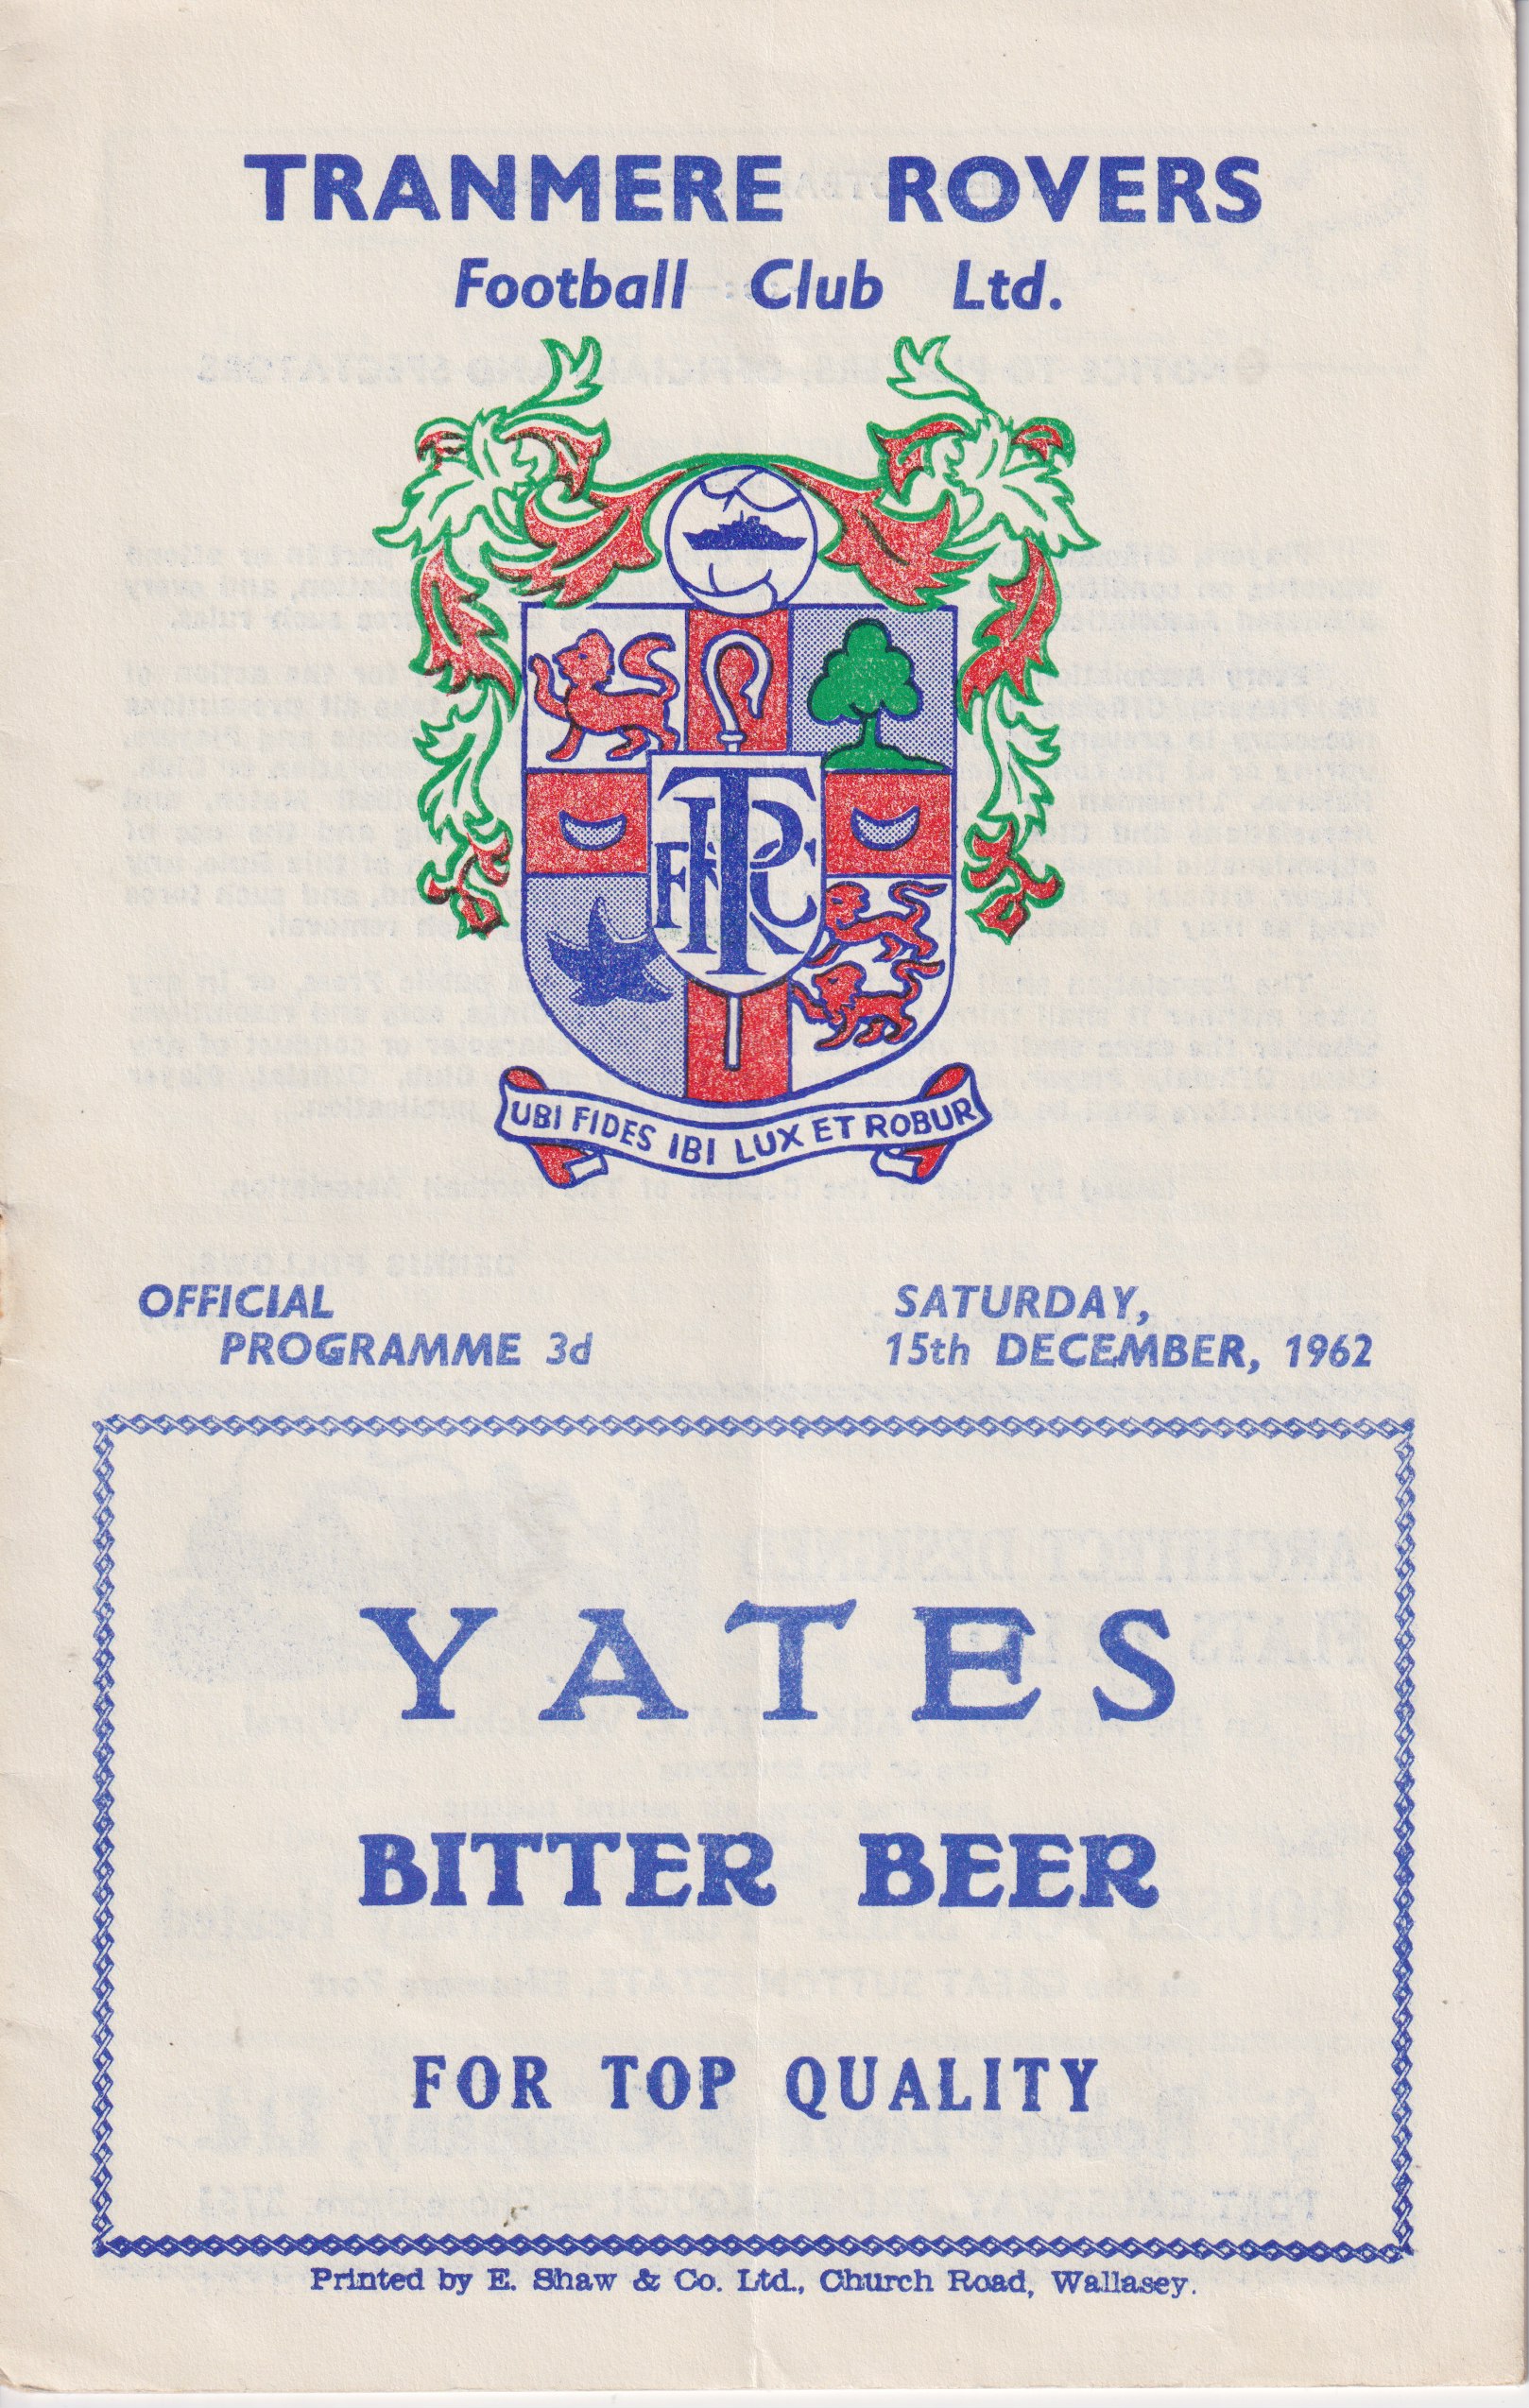 TRANMERE ROVERS
Football Club Ltd.
TRFC
UBI FIDES IBI LUX ET ROBUR
OFFICIAL
PROGRAMME 3d
SATURDAY,
15th DECEMBER, 1962
YATES
BITTER BEER
FOR TOP QUALITY
Printed by E. Shaw & Co. Ltd., Church Road, Wallasey.